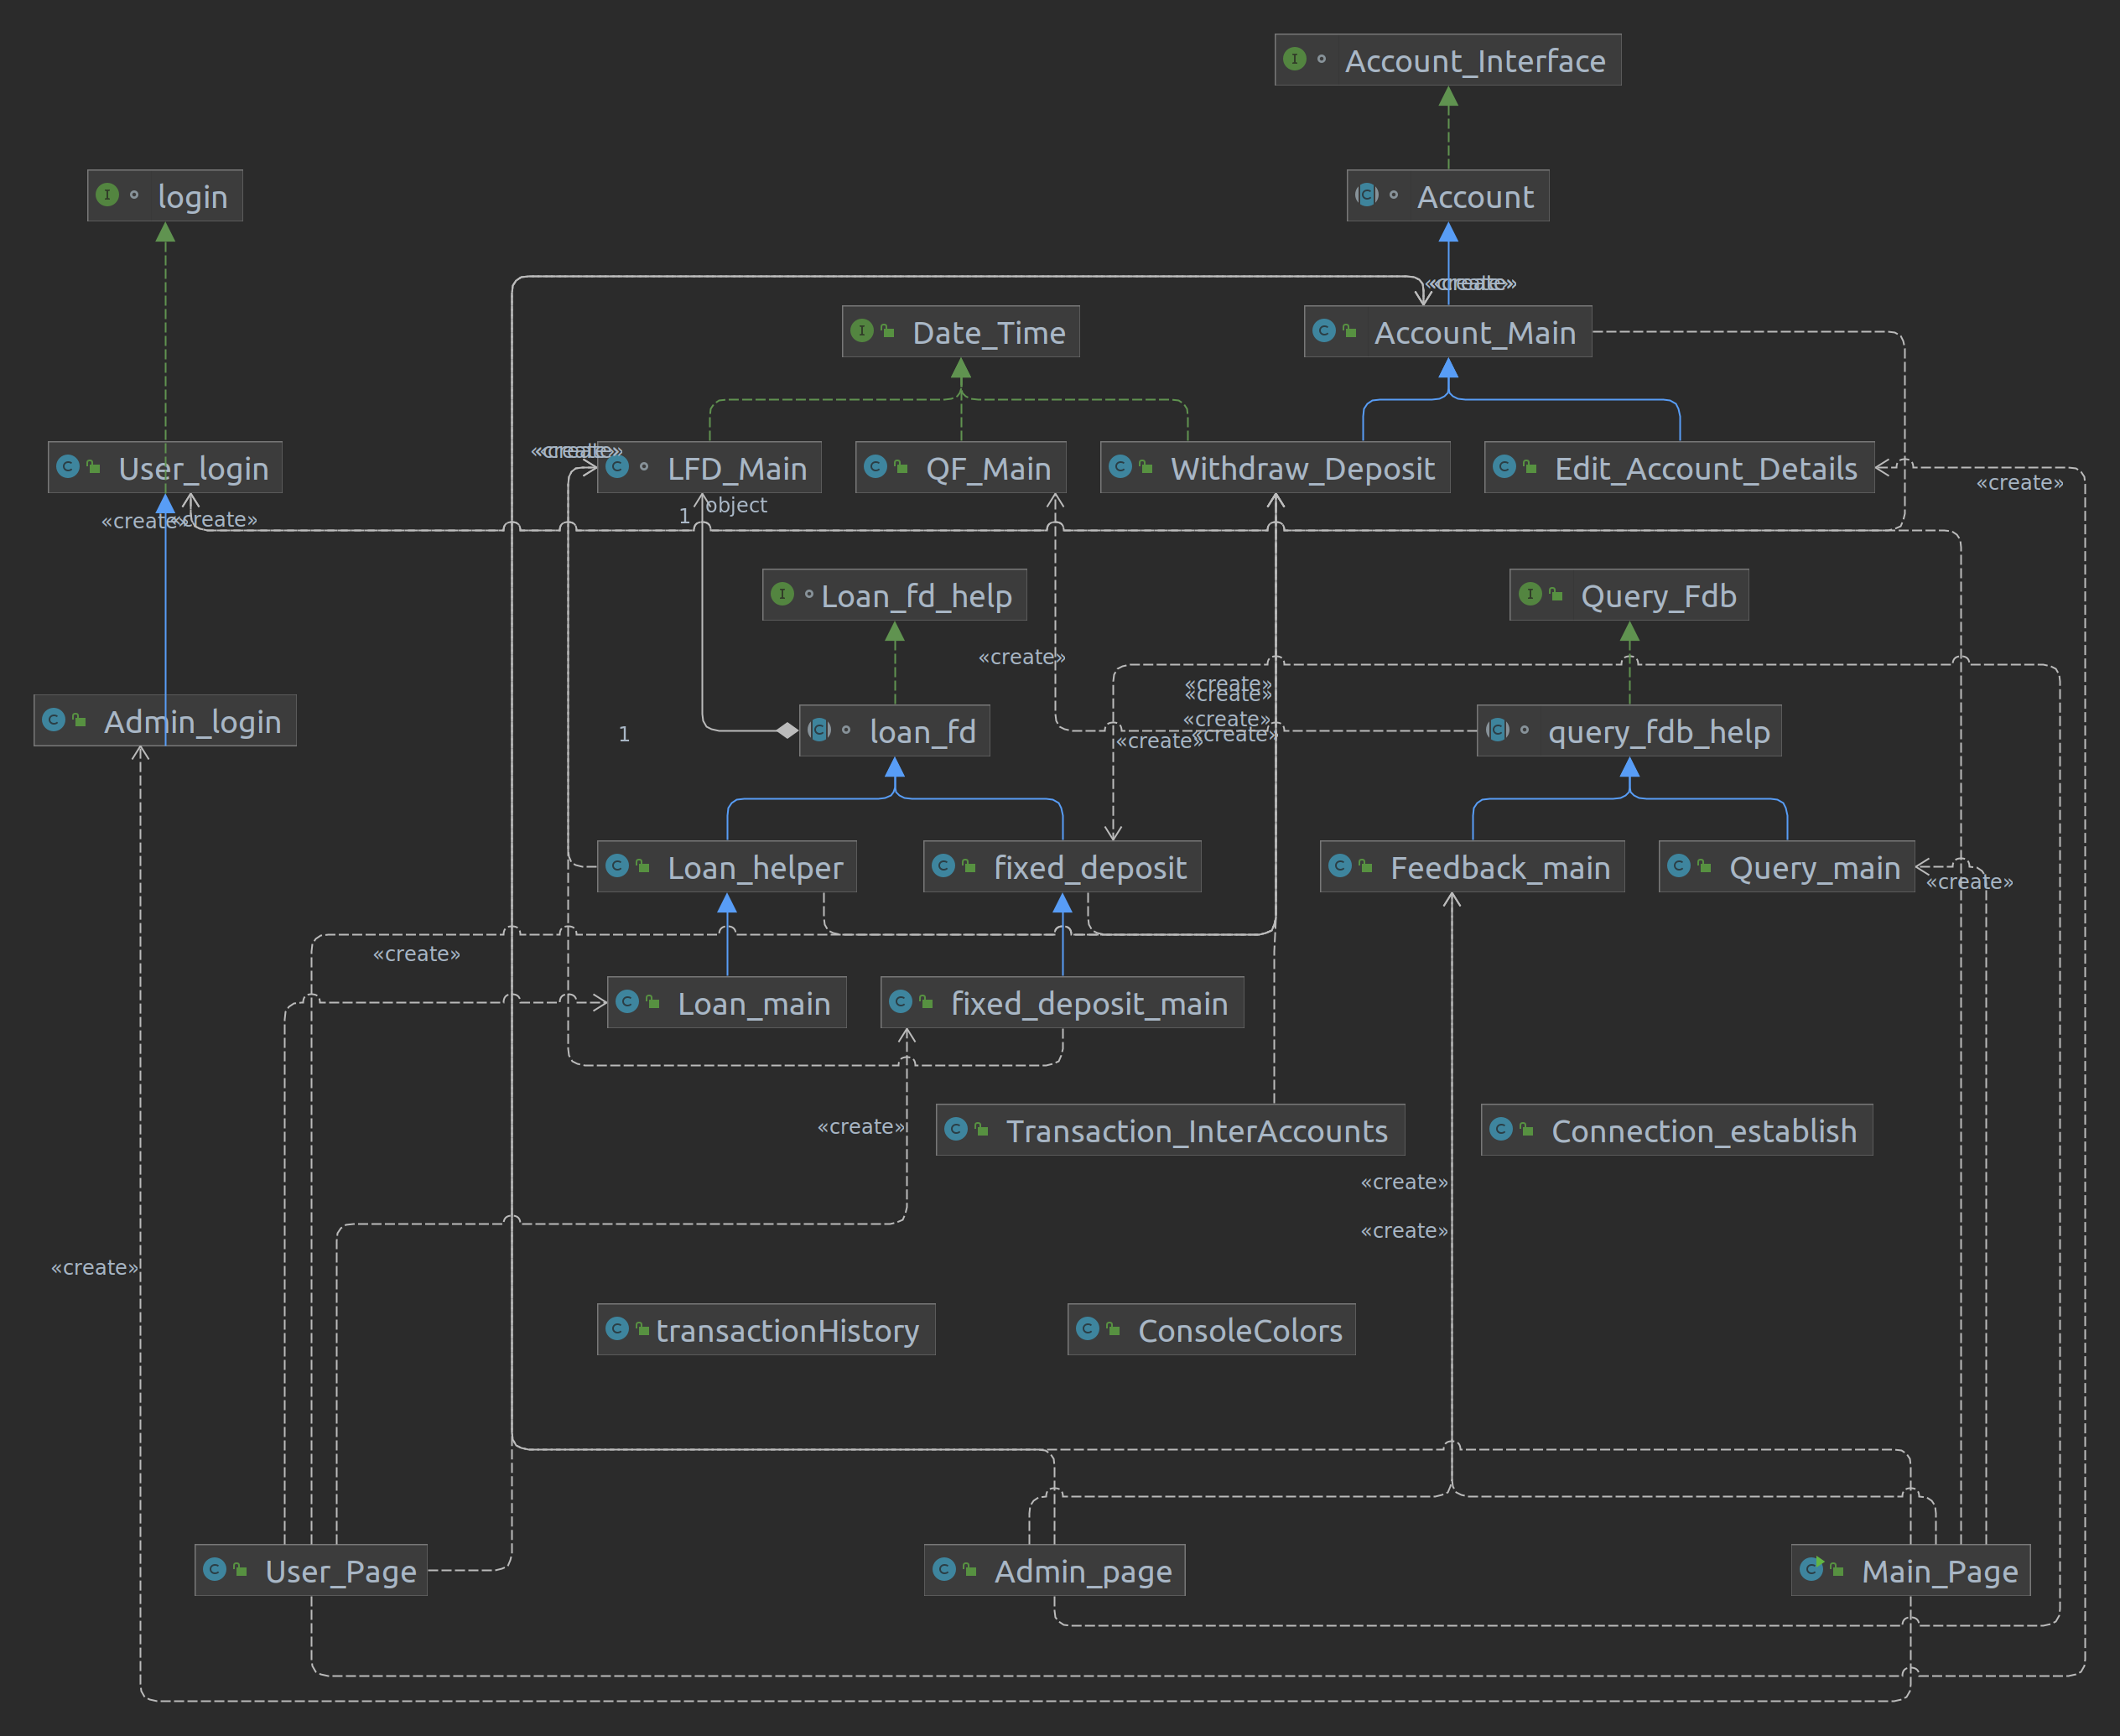 Account_Interface
login
Account
«create»
«create»
Date_Time
Account_Main
«create»
«create»
User_login
LFD_Main
QF_Main
Withdraw_Deposit
Edit_Account_Details
«create»
object
1
«create»
«create»
Loan_fd_help
Query_Fdb
«create»
«create»
«create»
Admin_login
«create»
1
loan_fd
«create»
«create»
query_fdb_help
Loan_helper
fixed_deposit
Feedback_main
Query_main
«create»
«create»
Loan_main
fixed_deposit_main
«create»
Transaction_InterAccounts
Connection_establish
«create»
«create»
«create»
transactionHistory
ConsoleColors
User_Page
Admin_page
Main_Page